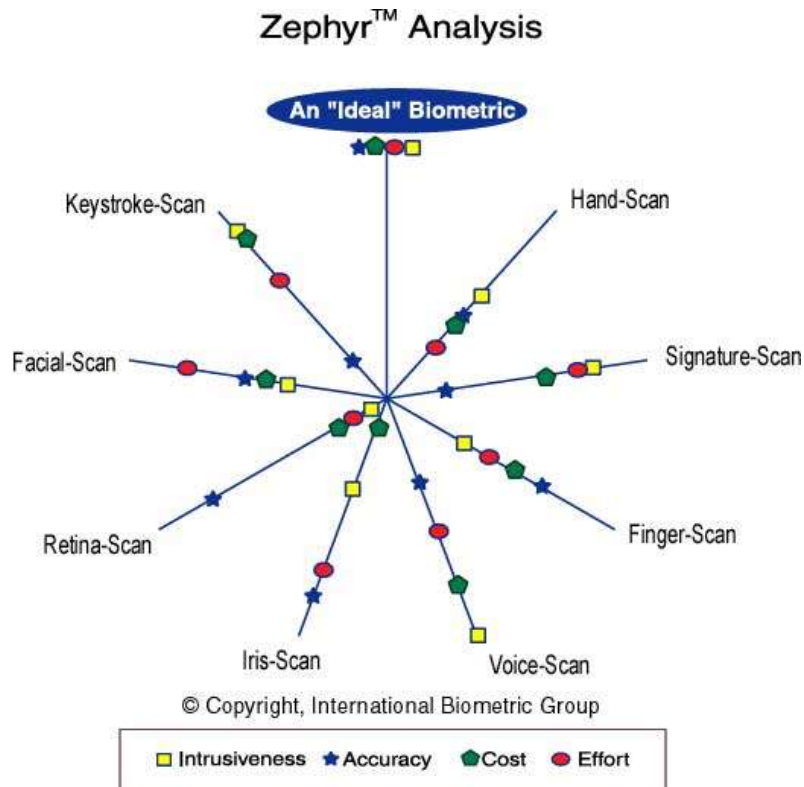 Zephyr™ Analysis
An "Ideal" Biometric
Keystroke-Scan
Hand-Scan
Facial-Scan
Signature-Scan
Retina-Scan
Finger-Scan
Iris-Scan
Voice-Scan
© Copyright, International Biometric Group
Intrusiveness Accuracy Cost Effort